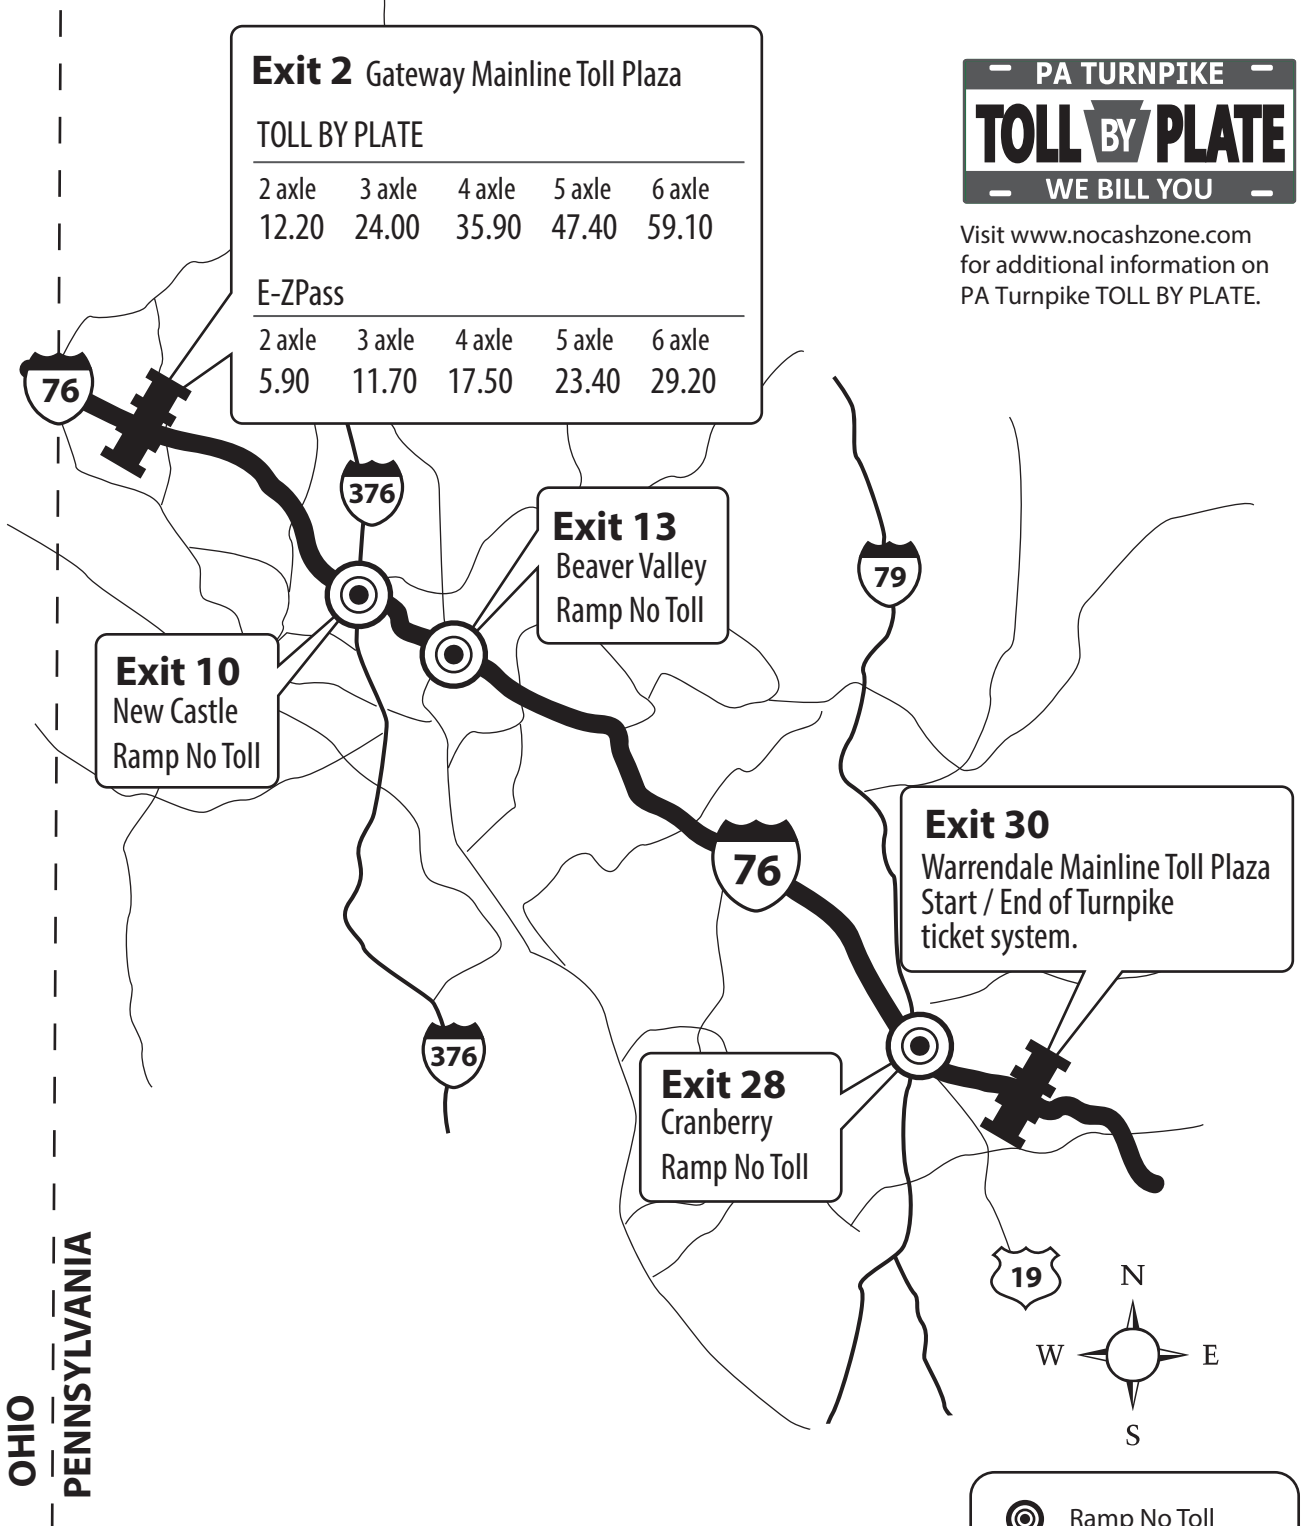 Exit 2 Gateway Mainline Toll Plaza
TOLL BY PLATE
2 axle 3 axle 4 axle 5 axle 6 axle
12.20 24.00 35.90 47.40 59.10
E-ZPass
2 axle 3 axle 4 axle 5 axle 6 axle
5.90 11.70 17.50 23.40 29.20
PA TURNPIKE
TOLL BY PLATE
WE BILL YOU
Visit www.nocashzone.com
for additional information on
PA Turnpike TOLL BY PLATE.
76
376
Exit 13
Beaver Valley
Ramp No Toll
79
Exit 10
New Castle
Ramp No Toll
76
Exit 30
Warrendale Mainline Toll Plaza
Start / End of Turnpike
ticket system.
376
Exit 28
Cranberry
Ramp No Toll
19
N
W E
S
OHIO
PENNSYLVANIA
Ramp No Toll